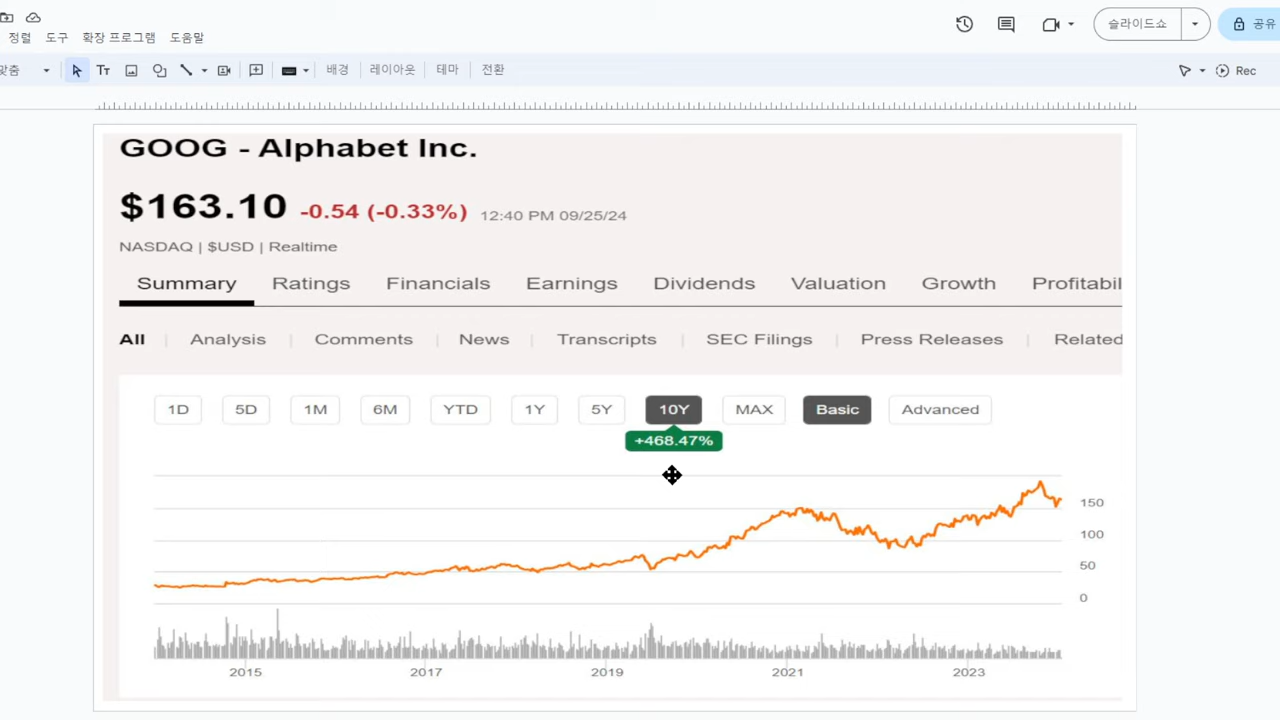 정렬 도구 확장 프로그램 도움말
슬라이드쇼
공유
맞춤
배경 레이아웃 테마 전환
Rec
GOOG - Alphabet Inc.
$163.10 -0.54 (-0.33%) 12:40 PM 09/25/24
NASDAQ | $USD | Realtime
Summary Ratings Financials Earnings Dividends Valuation Growth Profitabil
All | Analysis | Comments | News | Transcripts | SEC Filings | Press Releases | Related
1D 5D 1M 6M YTD 1Y 5Y 10Y MAX Basic Advanced
+468.47%
150
100
50
0
2015 2017 2019 2021 2023